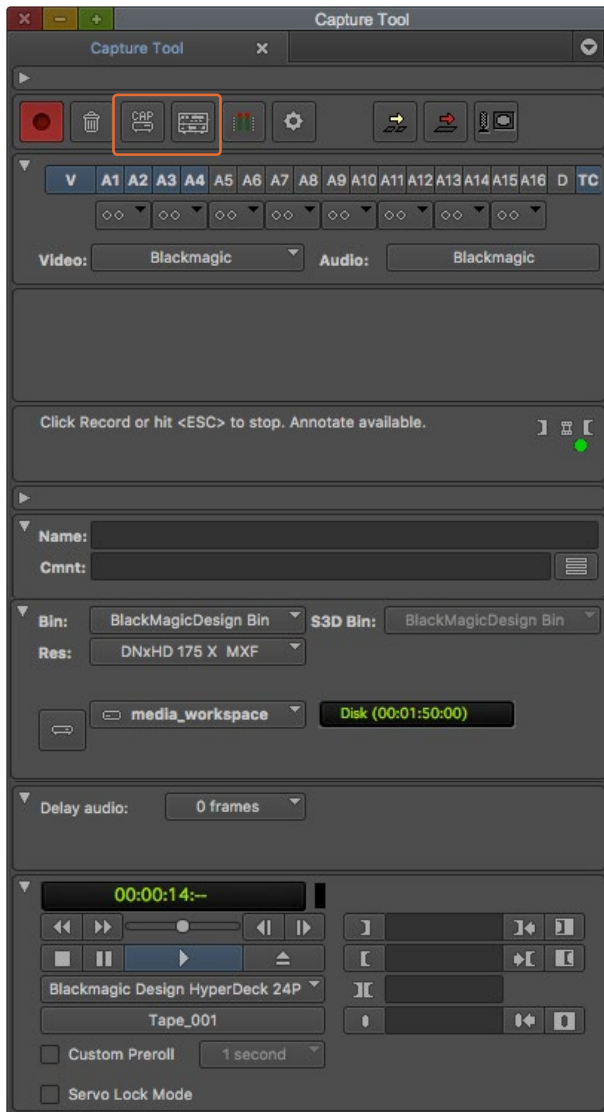 Capture Tool
Capture Tool
CAP
V A1 A2 A3 A4 A5 A6 A7 A8 A9 A10 A11 A12 A13 A14 A15 A16 D TC
Video: Blackmagic Audio: Blackmagic
Click Record or hit <ESC> to stop. Annotate available.
Name:
Cmnt:
Bin: BlackMagicDesign Bin S3D Bin: BlackMagicDesign Bin
Res: DNxHD 175 X MXF
media_workspace Disk (00:01:50:00)
Delay audio: 0 frames
00:00:14:--
Blackmagic Design HyperDeck 24P
Tape_001
Custom Preroll 1 second
Servo Lock Mode